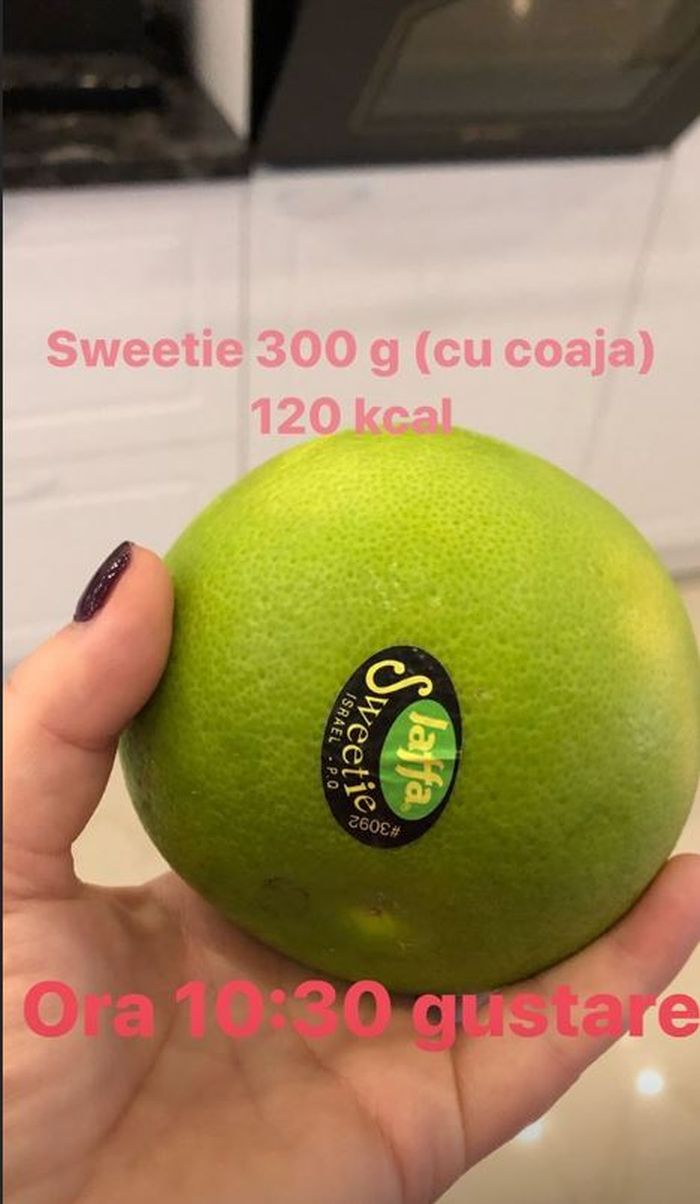 Sweetie 300 g (cu coaja)
120 kcal
Jaffa
Sweetie
ISRAEL . P.O
#3092
Ora 10:30 gustare